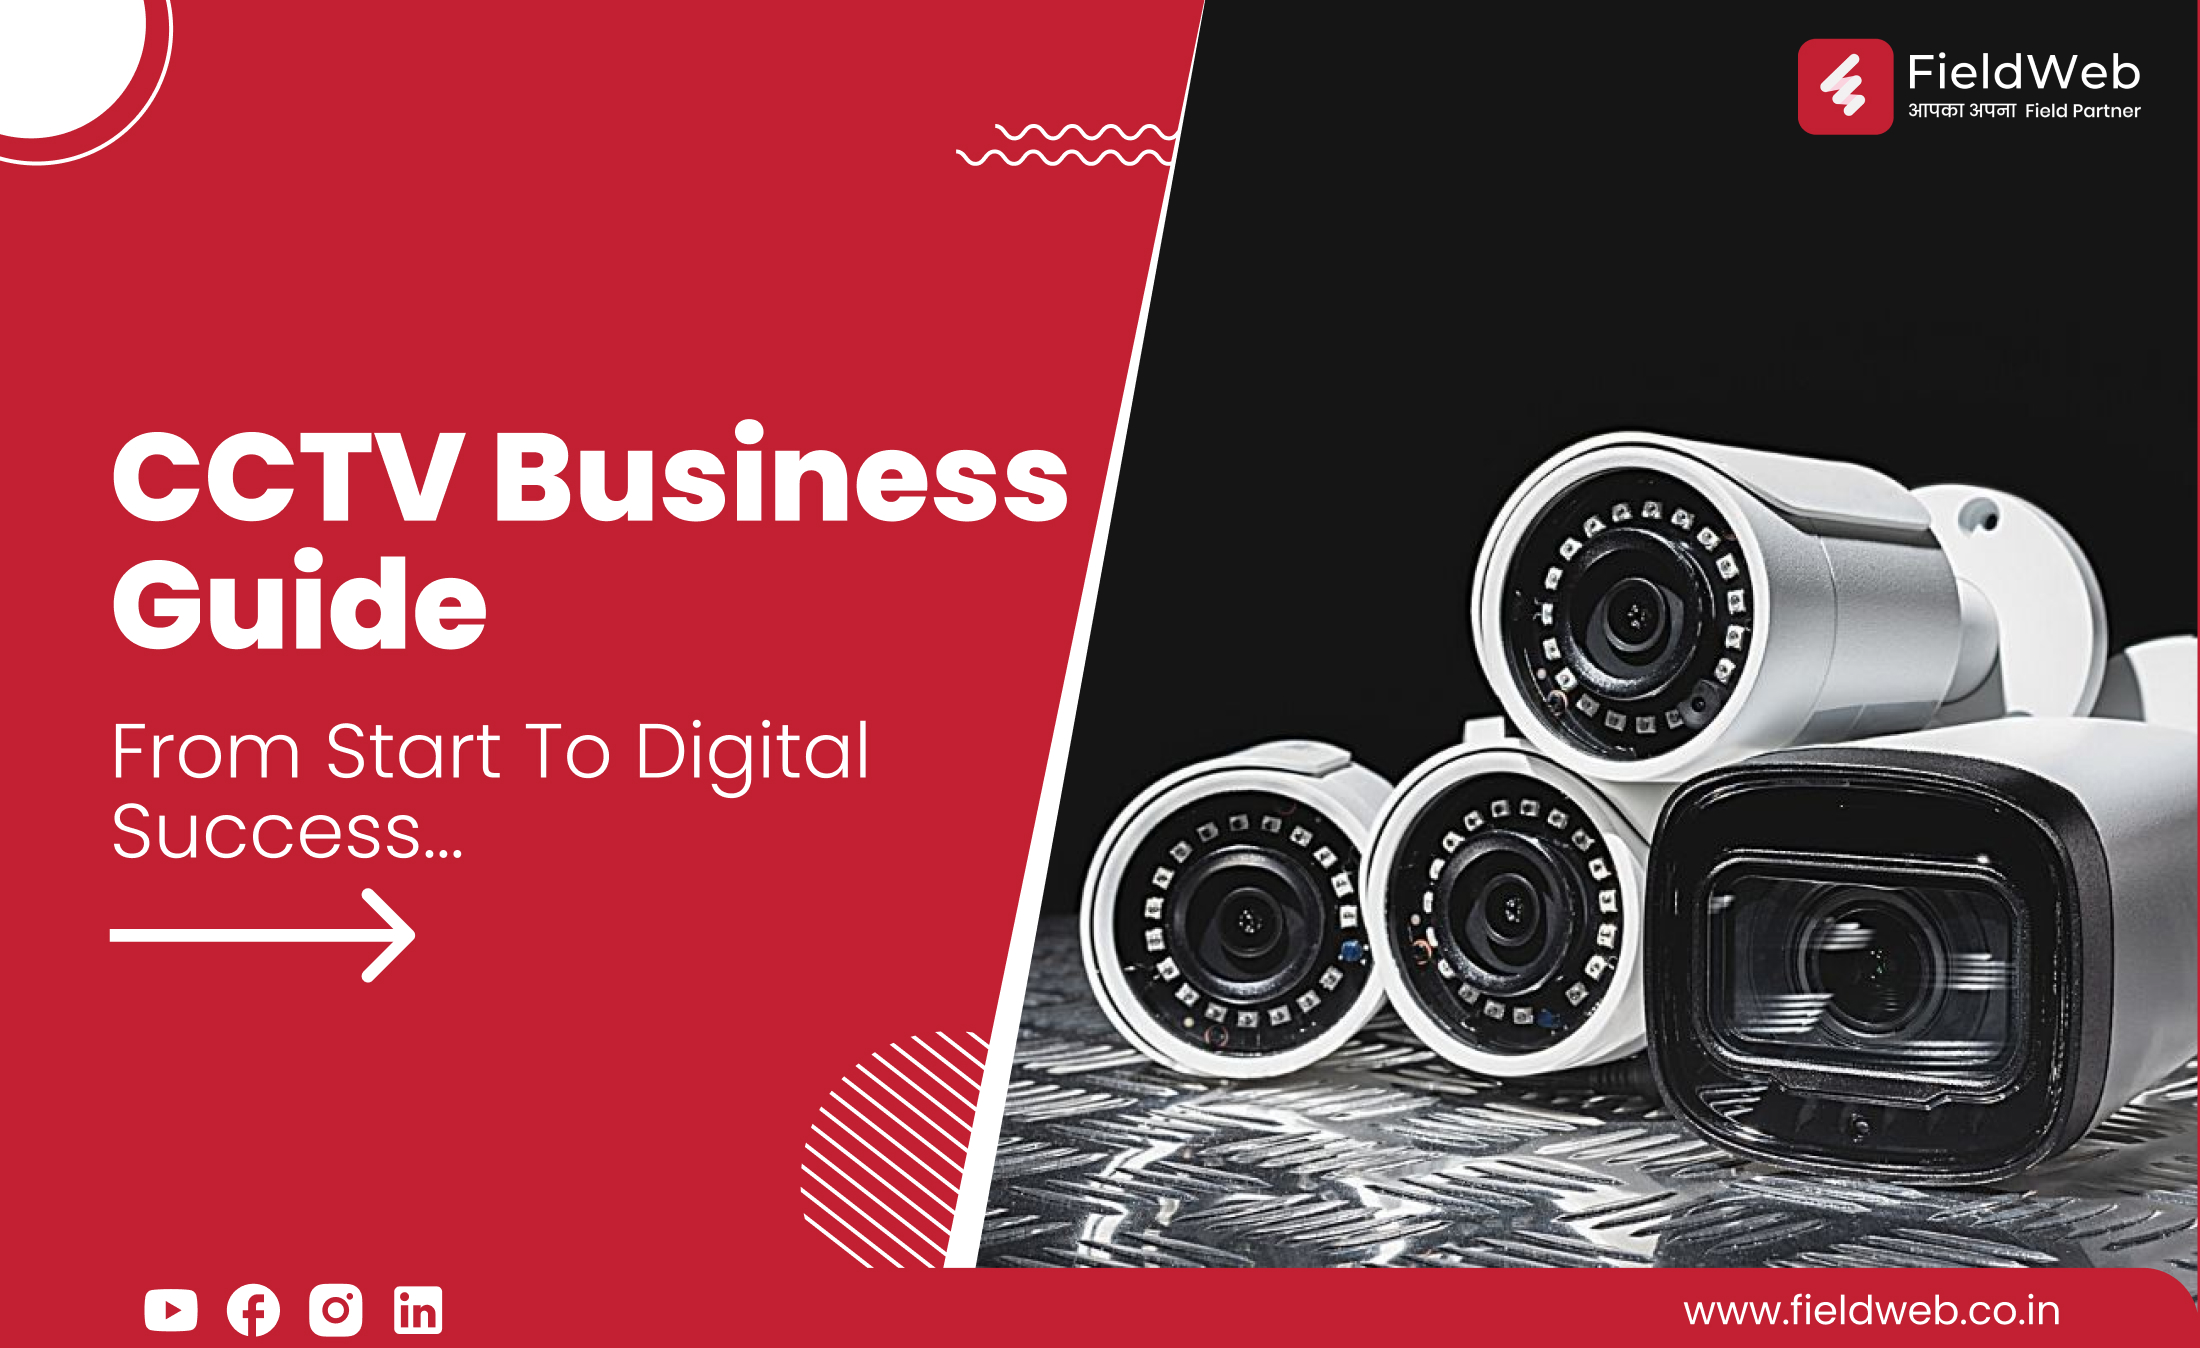 FieldWeb
आपका अपना Field Partner
CCTV Business
Guide
From Start To Digital
Success...
www.fieldweb.co.in